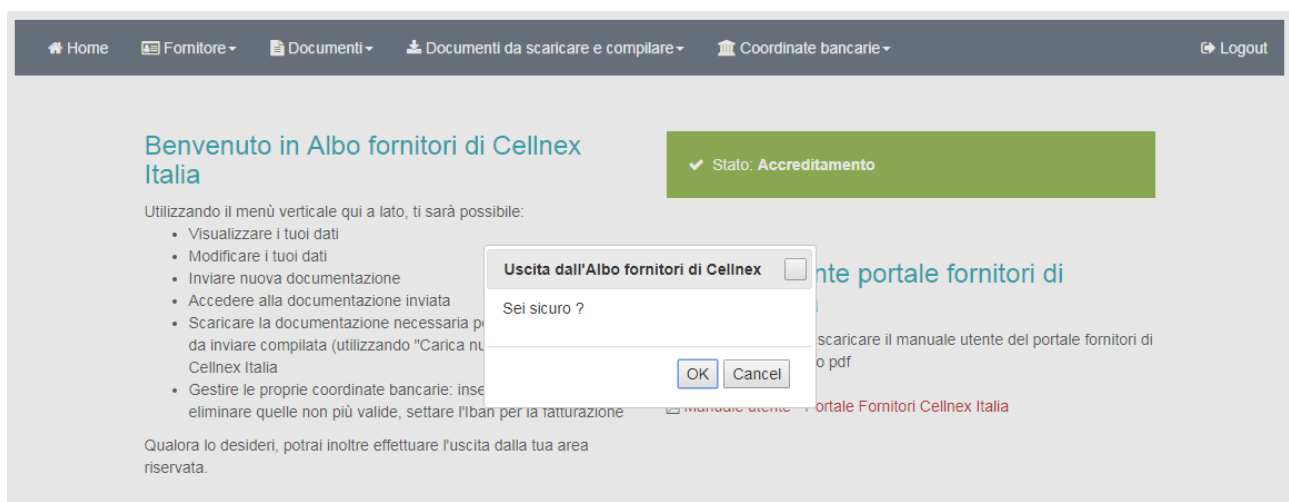 Home Fornitore Documenti Documenti da scaricare e compilare Coordinate bancarie Logout
Benvenuto in Albo fornitori di Cellnex
Italia
Utilizzando il menù verticale qui a lato, ti sarà possibile:
• Visualizzare i tuoi dati
• Modificare i tuoi dati
• Inviare nuova documentazione
• Accedere alla documentazione inviata
• Scaricare la documentazione necessaria
da inviare compilata (utilizzando "Carica
Cellnex Italia
• Gestire le proprie coordinate bancarie:
eliminare quelle non più valide, settare l'Iban per la fatturazione
Qualora lo desideri, potrai inoltre effettuare l'uscita dalla tua area
riservata.
Stato: Accreditamento
Uscita dall'Albo fornitori di Cellnex
Sei sicuro ?
OK Cancel
portale fornitori di
scaricare il manuale utente del portale fornitori di
pdf
Manuale utente - Portale Fornitori Cellnex Italia